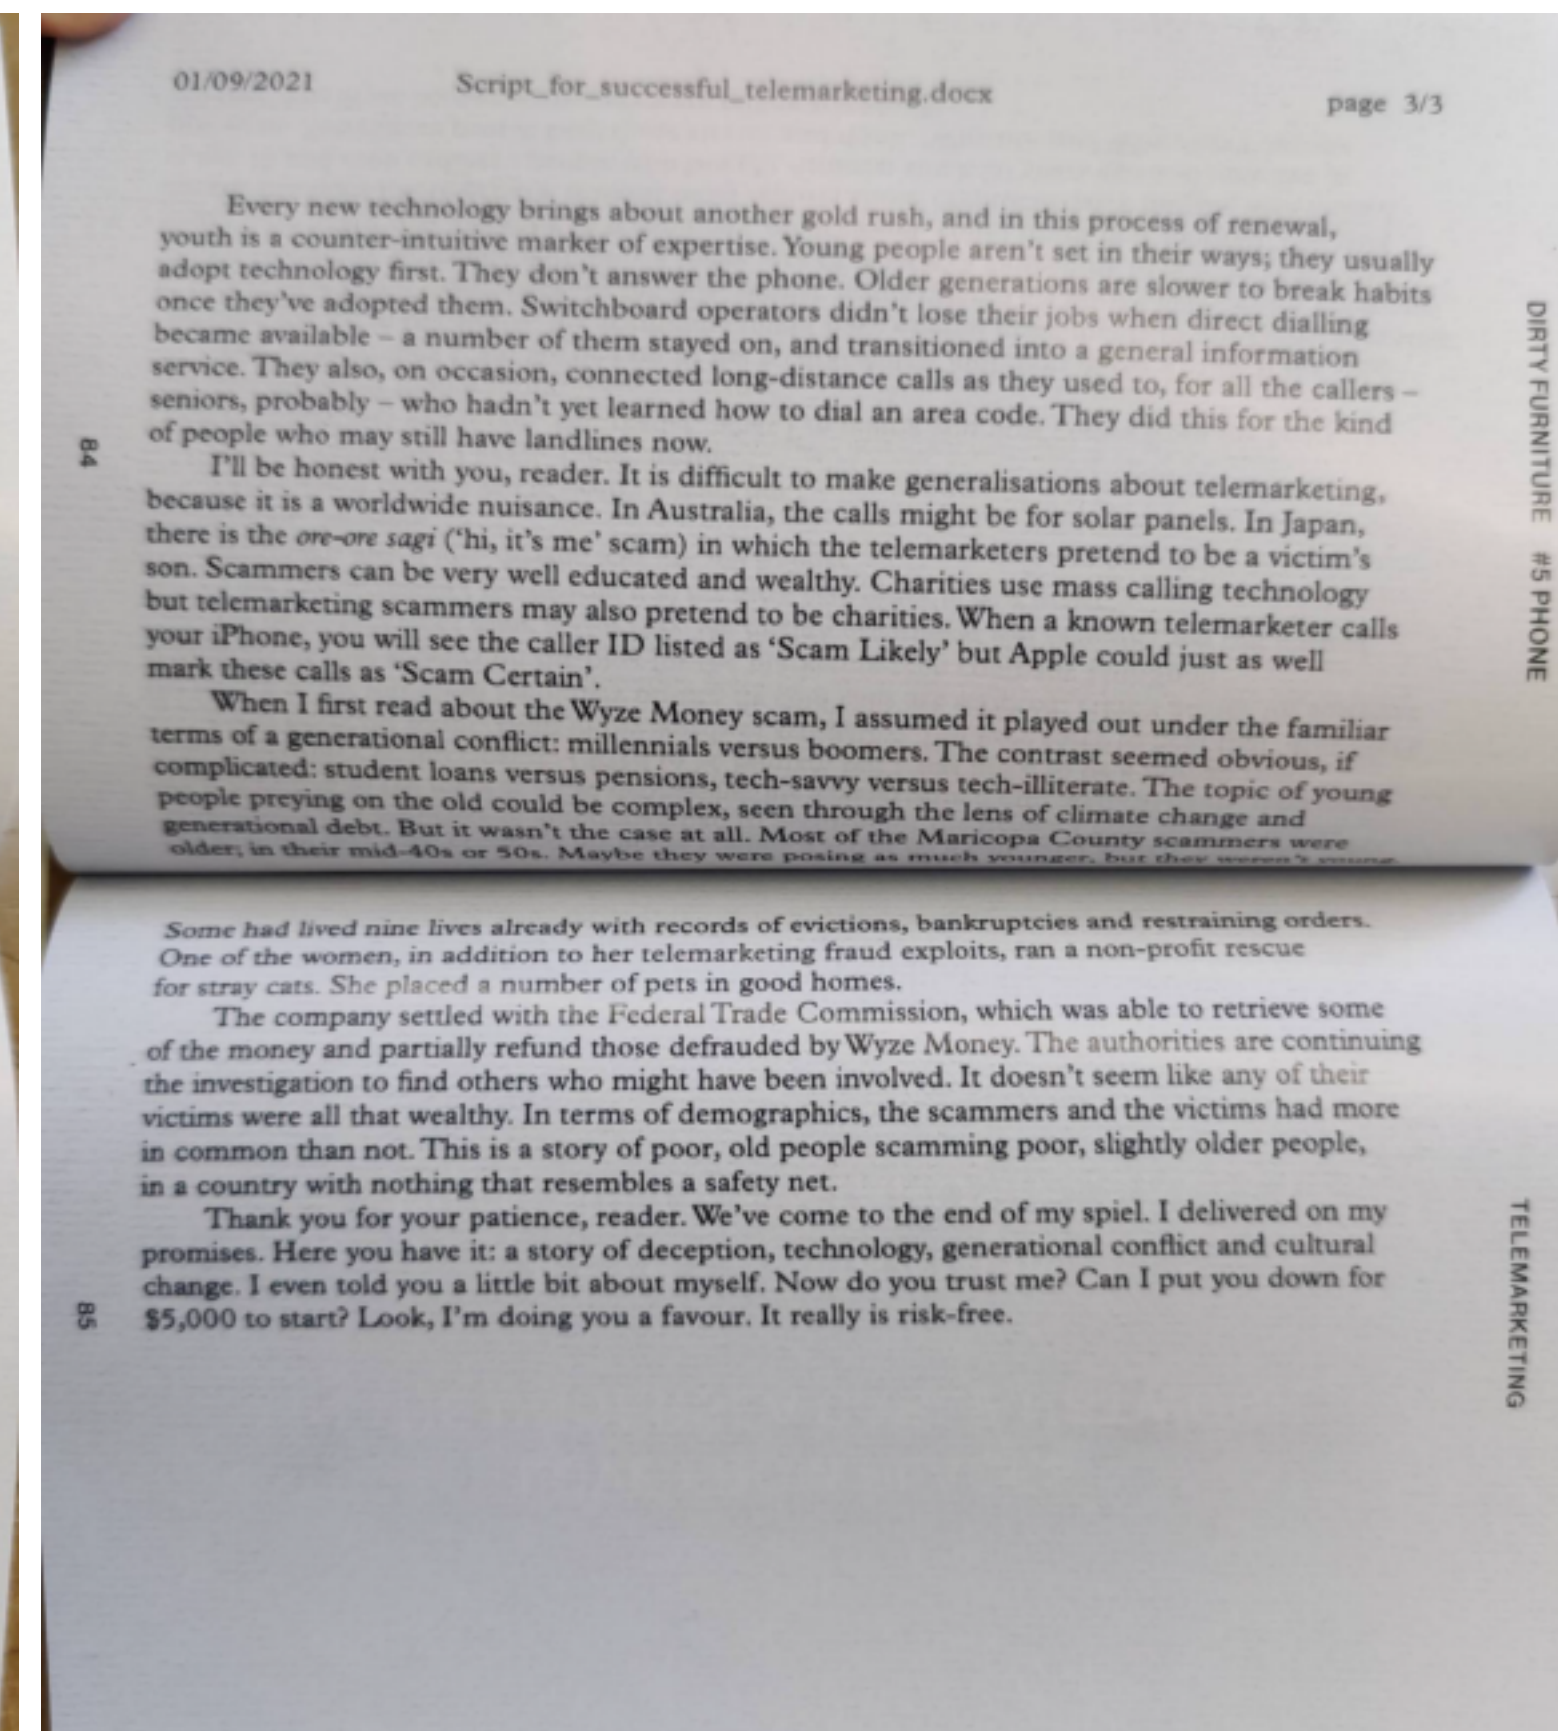 01/09/2021 Script_for_successful_telemarketing.docx page 3/3
Every new technology brings about another gold rush, and in this process of renewal,
youth is a counter-intuitive marker of expertise. Young people aren't set in their ways; they usually
adopt technology first. They don't answer the phone. Older generations are slower to break habits
once they've adopted them. Switchboard operators didn't lose their jobs when direct dialling
became available – a number of them stayed on, and transitioned into a general information
service. They also, on occasion, connected long-distance calls as they used to, for all the callers –
seniors, probably – who hadn't yet learned how to dial an area code. They did this for the kind
of people who may still have landlines now.
I'll be honest with you, reader. It is difficult to make generalisations about telemarketing,
because it is a worldwide nuisance. In Australia, the calls might be for solar panels. In Japan,
there is the ore-ore sagi ('hi, it's me' scam) in which the telemarketers pretend to be a victim's
son. Scammers can be very well educated and wealthy. Charities use mass calling technology
but telemarketing scammers may also pretend to be charities. When a known telemarketer calls
your iPhone, you will see the caller ID listed as 'Scam Likely' but Apple could just as well
mark these calls as 'Scam Certain'.
When I first read about the Wyze Money scam, I assumed it played out under the familiar
terms of a generational conflict: millennials versus boomers. The contrast seemed obvious, if
complicated: student loans versus pensions, tech-savvy versus tech-illiterate. The topic of young
people preying on the old could be complex, seen through the lens of climate change and
generational debt. But it wasn't the case at all. Most of the Maricopa County scammers were
older; in their mid-40s or 50s. Maybe they were posing as much younger, but they weren't young.
84
DIRTY FURNITURE #5 PHONE
Some had lived nine lives already with records of evictions, bankruptcies and restraining orders.
One of the women, in addition to her telemarketing fraud exploits, ran a non-profit rescue
for stray cats. She placed a number of pets in good homes.
The company settled with the Federal Trade Commission, which was able to retrieve some
of the money and partially refund those defrauded by Wyze Money. The authorities are continuing
the investigation to find others who might have been involved. It doesn't seem like any of their
victims were all that wealthy. In terms of demographics, the scammers and the victims had more
in common than not. This is a story of poor, old people scamming poor, slightly older people,
in a country with nothing that resembles a safety net.
Thank you for your patience, reader. We've come to the end of my spiel. I delivered on my
promises. Here you have it: a story of deception, technology, generational conflict and cultural
change. I even told you a little bit about myself. Now do you trust me? Can I put you down for
$5,000 to start? Look, I'm doing you a favour. It really is risk-free.
85
TELEMARKETING